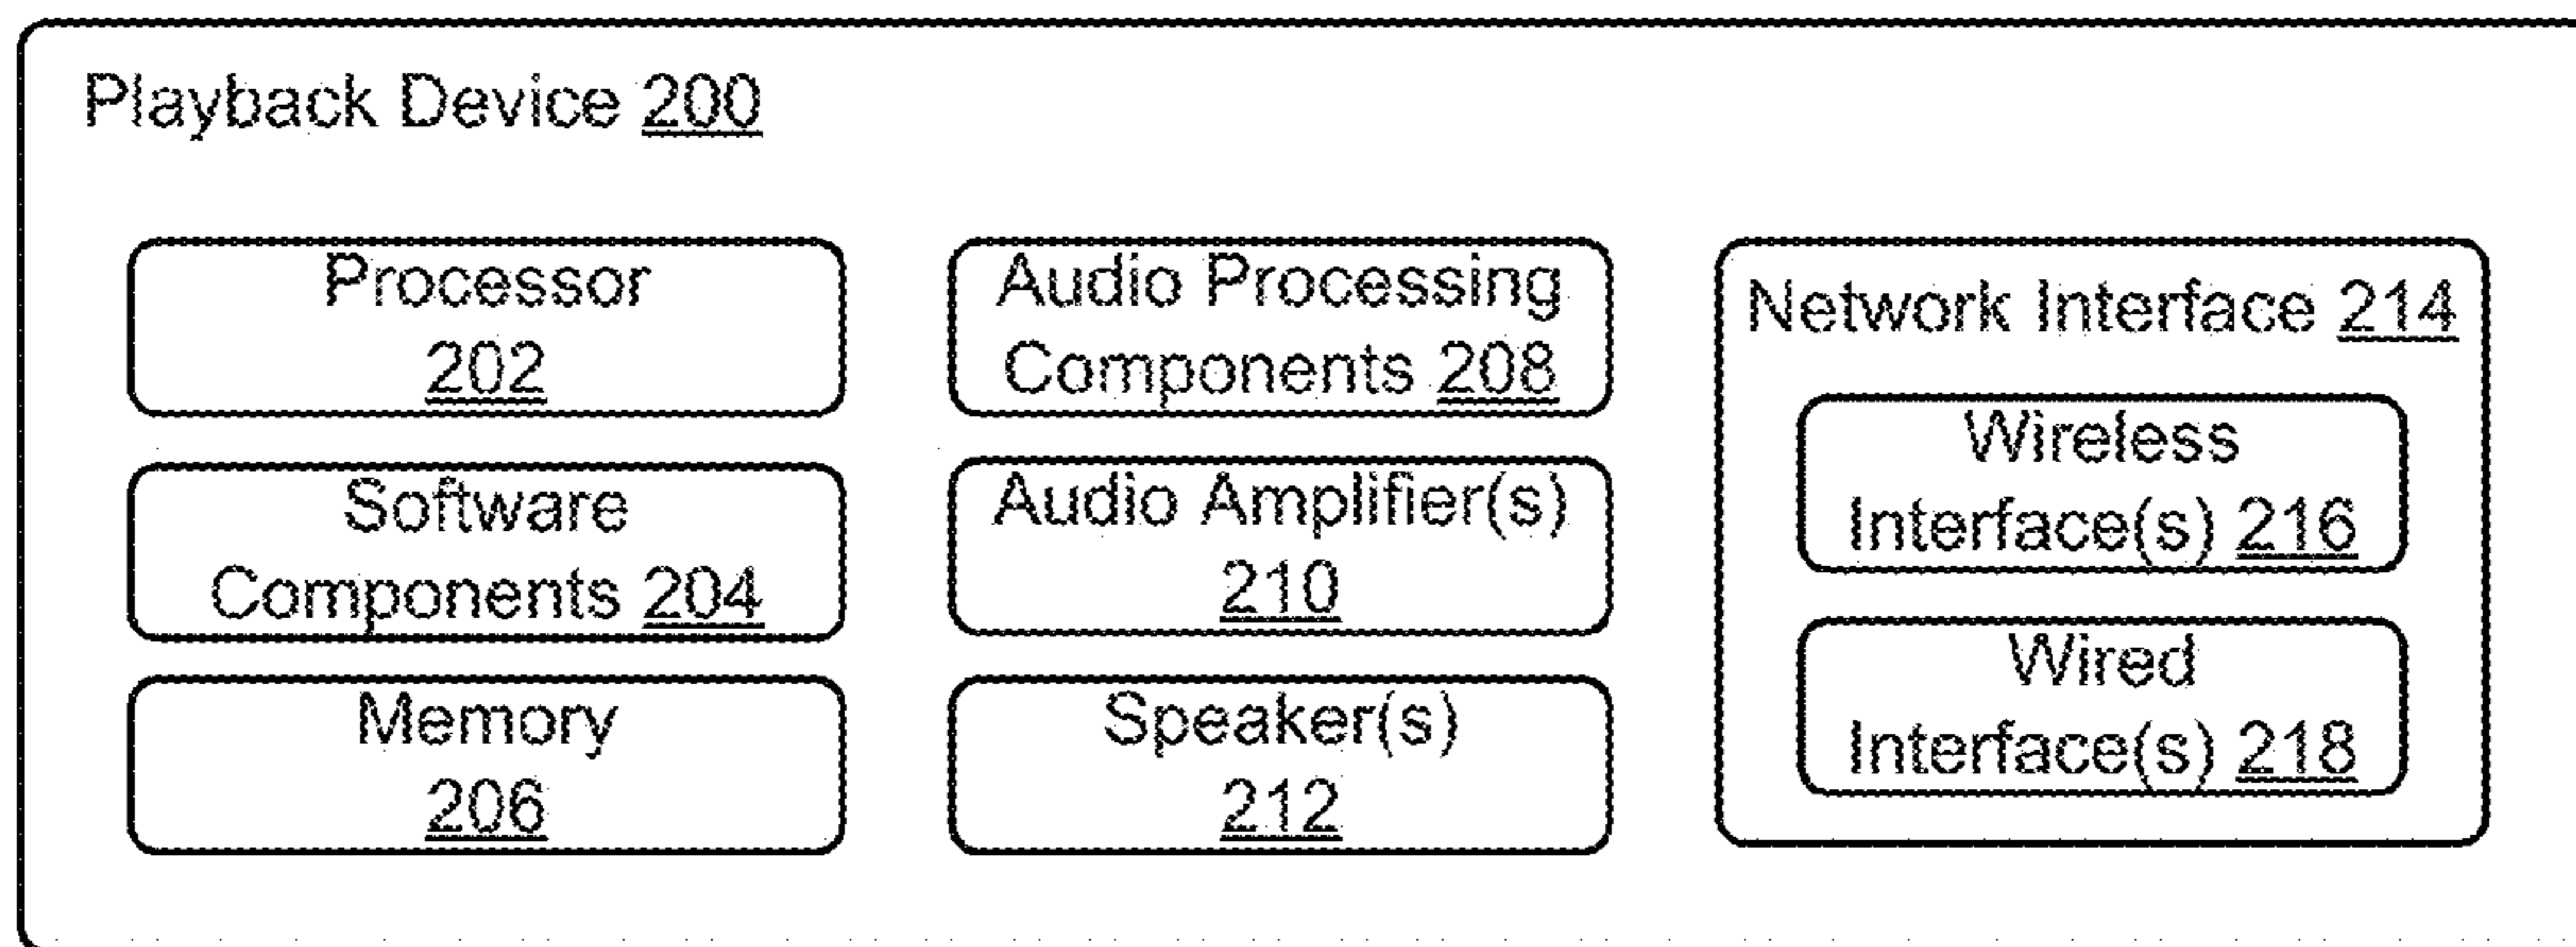 Playback Device 200
Processor
202
Software
Components 204
Memory
206
Audio Processing
Components 208
Audio Amplifier(s)
210
Speaker(s)
212
Network Interface 214
Wireless
Interface(s) 216
Wired
Interface(s) 218